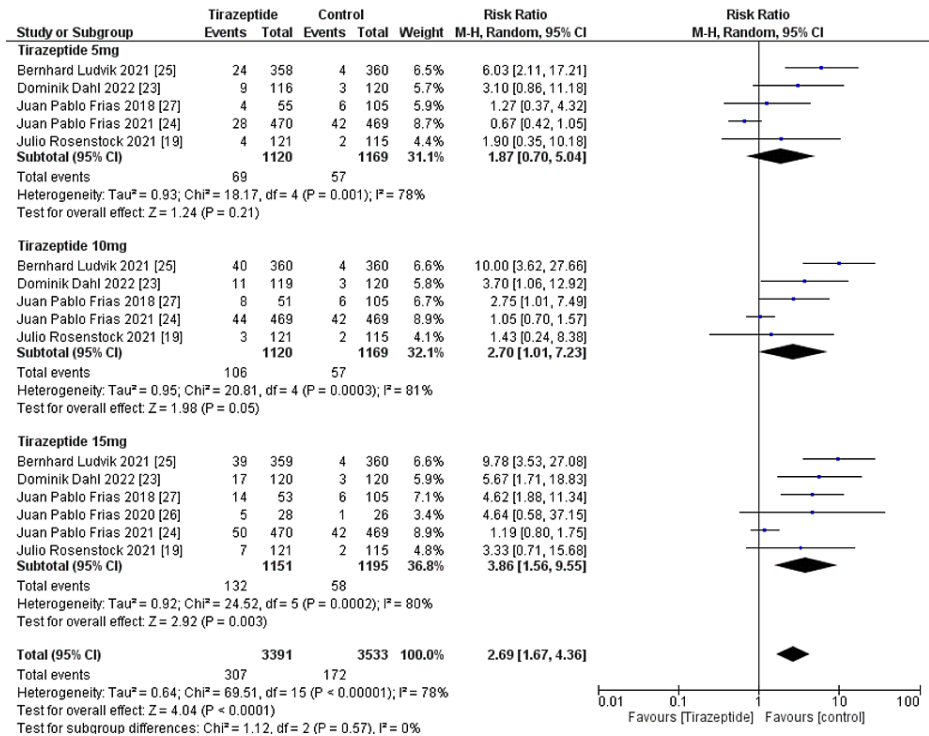 Tirazeptide Control Risk Ratio Risk Ratio
Study or Subgroup Events Total Events Total Weight M-H, Random, 95% CI M-H, Random, 95% CI
Tirazeptide 5mg
Bernhard Ludvik 2021 [25] 24 358 4 360 6.5% 6.03 [2.11, 17.21]
Dominik Dahl 2022 [23] 9 116 3 120 5.7% 3.10 [0.86, 11.18]
Juan Pablo Frias 2018 [27] 4 55 6 105 5.9% 1.27 [0.37, 4.32]
Juan Pablo Frias 2021 [24] 28 470 42 469 8.7% 0.67 [0.42, 1.05]
Julio Rosenstock 2021 [19] 4 121 2 115 4.4% 1.90 [0.35, 10.18]
Subtotal (95% CI) 1120 1169 31.1% 1.87 [0.70, 5.04]
Total events 69 57
Heterogeneity: Tau² = 0.93; Chi² = 18.17, df = 4 (P = 0.001); I² = 78%
Test for overall effect: Z = 1.24 (P = 0.21)
Tirazeptide 10mg
Bernhard Ludvik 2021 [25] 40 360 4 360 6.6% 10.00 [3.62, 27.66]
Dominik Dahl 2022 [23] 11 119 3 120 5.8% 3.70 [1.06, 12.92]
Juan Pablo Frias 2018 [27] 8 51 6 105 6.7% 2.75 [1.01, 7.49]
Juan Pablo Frias 2021 [24] 44 469 42 469 8.9% 1.05 [0.70, 1.57]
Julio Rosenstock 2021 [19] 3 121 2 115 4.1% 1.43 [0.24, 8.38]
Subtotal (95% CI) 1120 1169 32.1% 2.70 [1.01, 7.23]
Total events 106 57
Heterogeneity: Tau² = 0.95; Chi² = 20.81, df = 4 (P = 0.0003); I² = 81%
Test for overall effect: Z = 1.98 (P = 0.05)
Tirazeptide 15mg
Bernhard Ludvik 2021 [25] 39 359 4 360 6.6% 9.78 [3.53, 27.08]
Dominik Dahl 2022 [23] 17 120 3 120 5.9% 5.67 [1.71, 18.83]
Juan Pablo Frias 2018 [27] 14 53 6 105 7.1% 4.62 [1.88, 11.34]
Juan Pablo Frias 2020 [26] 5 28 1 26 3.4% 4.64 [0.58, 37.15]
Juan Pablo Frias 2021 [24] 50 470 42 469 8.9% 1.19 [0.80, 1.75]
Julio Rosenstock 2021 [19] 7 121 2 115 4.8% 3.33 [0.71, 15.68]
Subtotal (95% CI) 1151 1195 36.8% 3.86 [1.56, 9.55]
Total events 132 58
Heterogeneity: Tau² = 0.92; Chi² = 24.52, df = 5 (P = 0.0002); I² = 80%
Test for overall effect: Z = 2.92 (P = 0.003)
Total (95% CI) 3391 3533 100.0% 2.69 [1.67, 4.36]
Total events 307 172
Heterogeneity: Tau² = 0.64; Chi² = 69.51, df = 15 (P < 0.00001); I² = 78%
Test for overall effect: Z = 4.04 (P < 0.0001)
Test for subgroup differences: Chi² = 1.12, df = 2 (P = 0.57), I² = 0%
0.01 0.1 1 10 100
Favours [Tirazeptide] Favours [control]